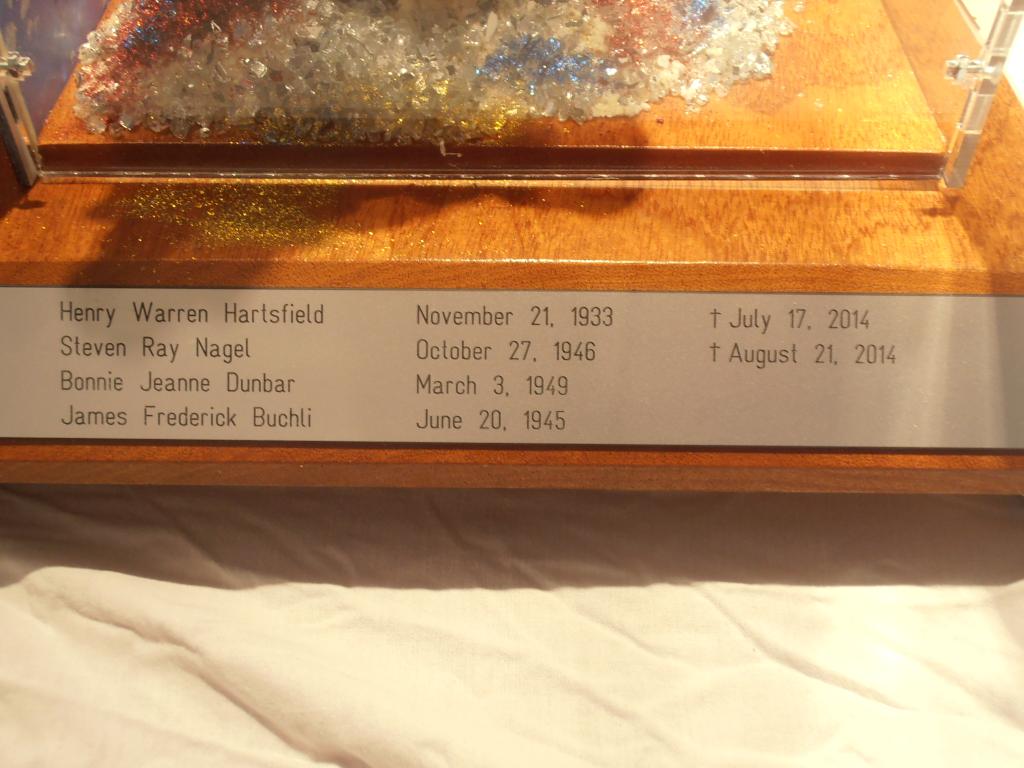 Henry Warren Hartsfield November 21, 1933 † July 17, 2014
Steven Ray Nagel October 27, 1946 † August 21, 2014
Bonnie Jeanne Dunbar March 3, 1949
James Frederick Buchli June 20, 1945